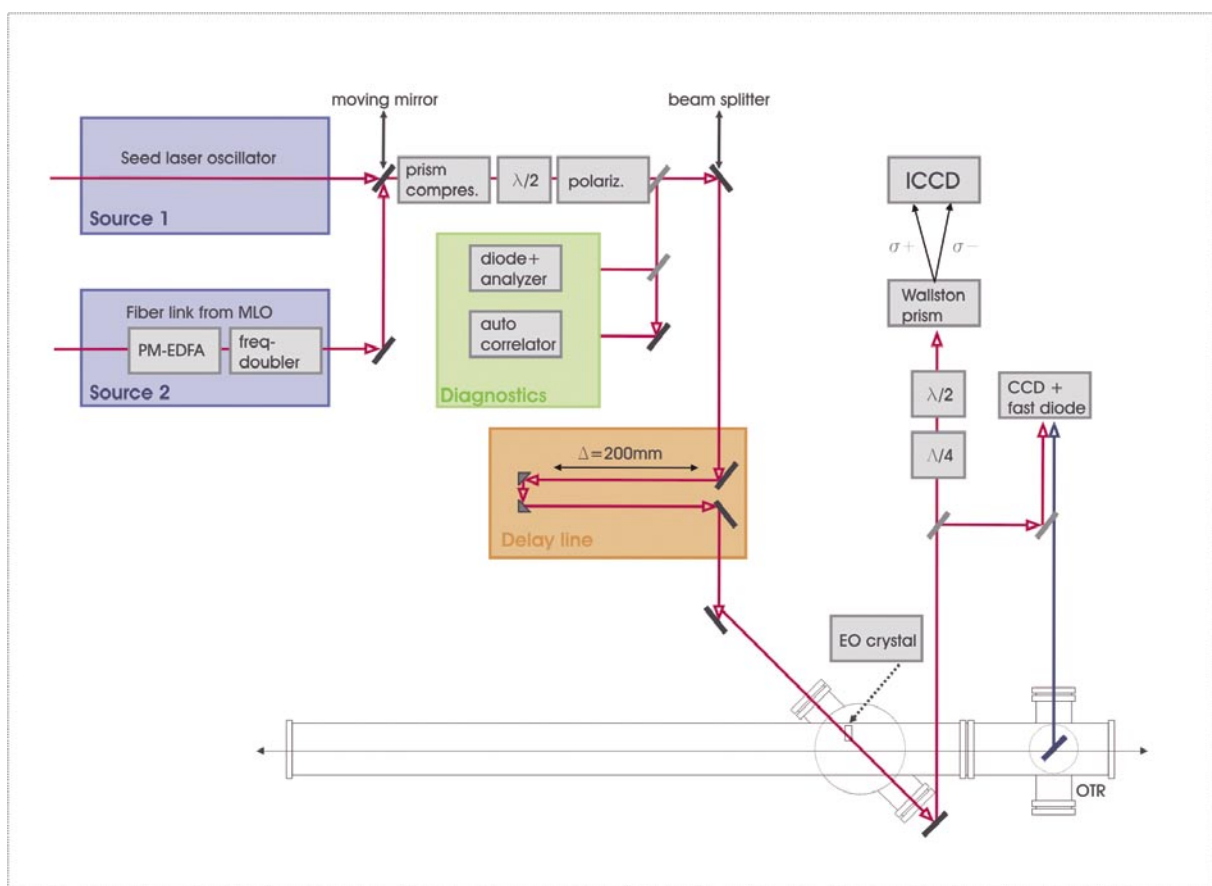 moving mirror
beam splitter
Seed laser oscillator
Source 1
prism
compres.
λ/2
polariz.
ICCD
σ+
σ−
Wallston
prism
diode+
analyzer
auto
correlator
Diagnostics
Fiber link from MLO
PM-EDFA
freq-
doubler
Source 2
λ/2
Λ/4
CCD +
fast diode
Δ=200mm
Delay line
EO crystal
OTR